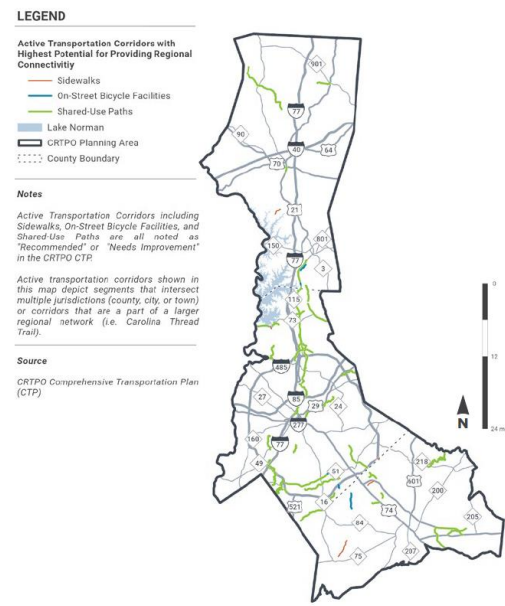 LEGEND
Active Transportation Corridors with
Highest Potential for Providing Regional
Connectivitiy
Sidewalks
On-Street Bicycle Facilities
Shared-Use Paths
Lake Norman
CRTPO Planning Area
County Boundary
Notes
Active Transportation Corridors including
Sidewalks, On-Street Bicycle Facilities, and
Shared-Use Paths are all noted as
"Recommended" or "Needs Improvement"
in the CRTPO CTP.
Active transportation corridors shown in
this map depict segments that intersect
multiple jurisdictions (county, city, or town)
or corridors that are a part of a larger
regional network (i.e. Carolina Thread
Trail).
Source
CRTPO Comprehensive Transportation Plan
(CTP)
901
77
90
40
64
70
21
150
801
77
3
115
73
485
27
85
29
24
277
160
77
49
51
218
601
200
521
16
74
205
84
75
207
0
12
24 mi
N